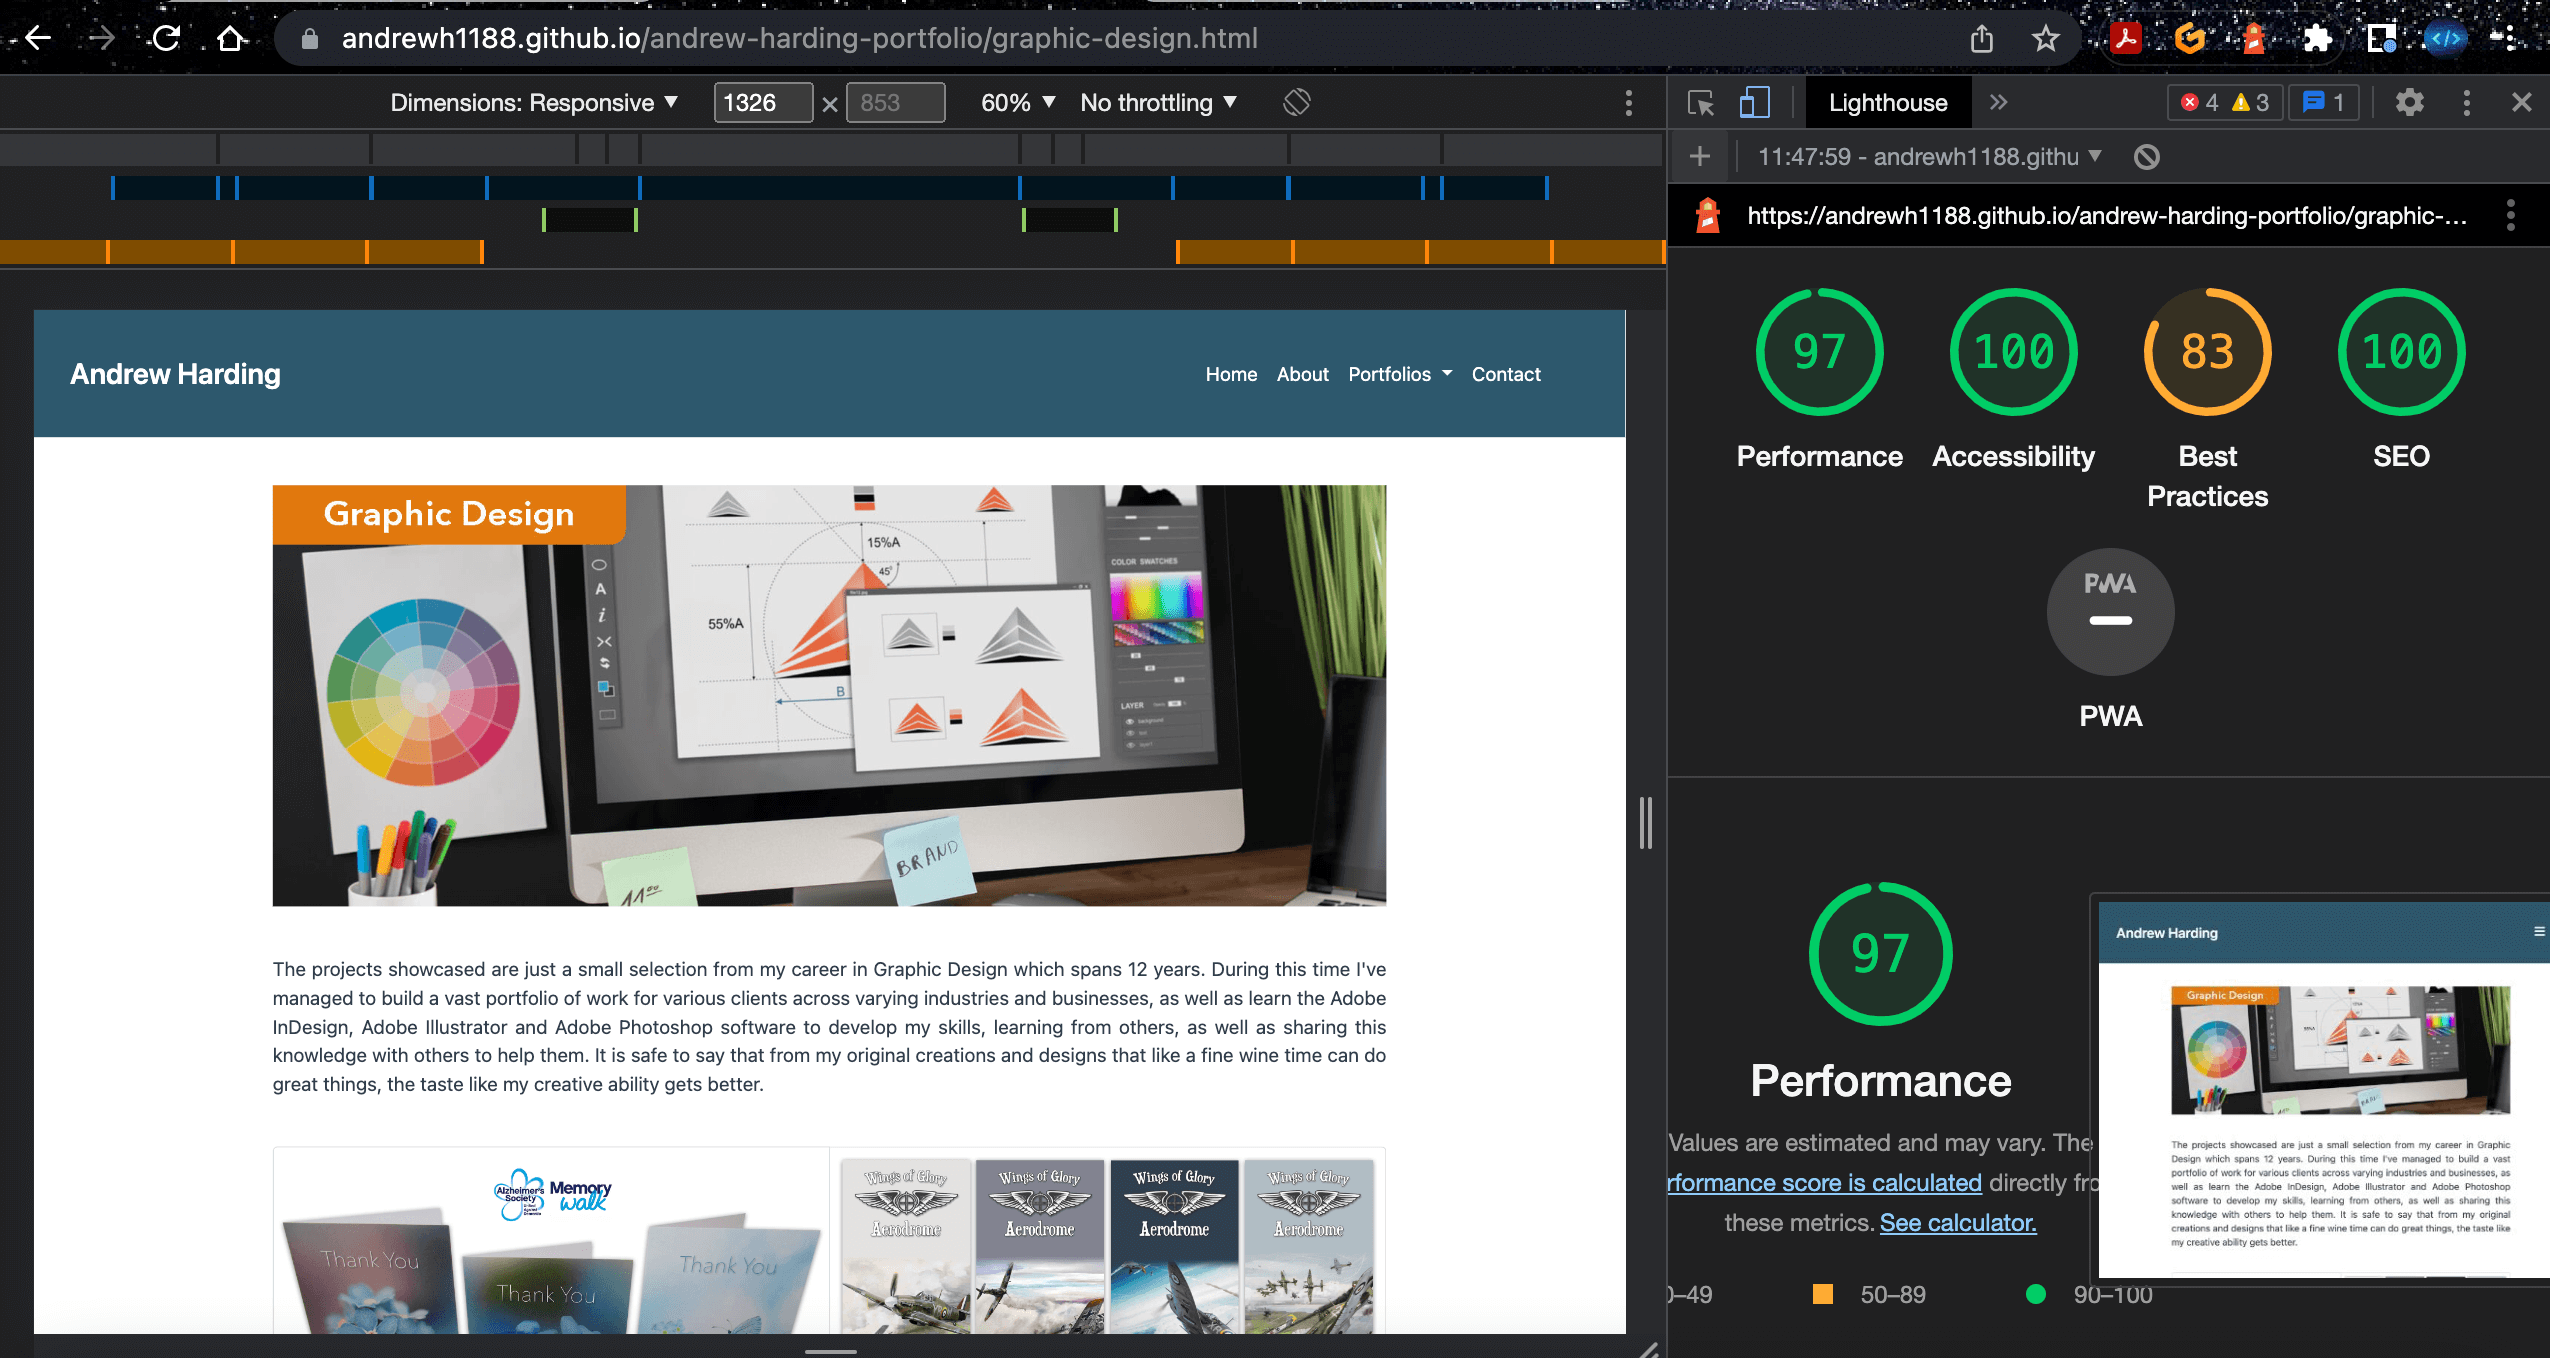 andrewh1188.github.io/andrew-harding-portfolio/graphic-design.html
Dimensions: Responsive 1326 × 853 60% No throttling
Lighthouse 4 3 1
11:47:59 - andrewh1188.githu
https://andrewh1188.github.io/andrew-harding-portfolio/graphic-...
Andrew Harding
Home About Portfolios Contact
Graphic Design
15%A
45°
55%A
B
A
i
COLOR SWATCHES
LAYER
BRAND
11⁰⁰
The projects showcased are just a small selection from my career in Graphic Design which spans 12 years. During this time I've
managed to build a vast portfolio of work for various clients across varying industries and businesses, as well as learn the Adobe
InDesign, Adobe Illustrator and Adobe Photoshop software to develop my skills, learning from others, as well as sharing this
knowledge with others to help them. It is safe to say that from my original creations and designs that like a fine wine time can do
great things, the taste like my creative ability gets better.
Alzheimer's
Society
Memory
walk
Thank You
Thank You
Thank You
Wings of Glory
Aerodrome
Wings of Glory
Aerodrome
Wings of Glory
Aerodrome
Wings of Glory
Aerodrome
97
Performance
100
Accessibility
83
Best
Practices
100
SEO
PWA
PWA
97
Performance
Values are estimated and may vary. The
rformance score is calculated directly fro
these metrics. See calculator.
–49 50–89 90–100
Andrew Harding
Graphic Design
The projects showcased are just a small selection from my career in Graphic
Design which spans 12 years. During this time I've managed to build a vast
portfolio of work for various clients across varying industries and businesses, as
well as learn the Adobe InDesign, Adobe Illustrator and Adobe Photoshop
software to develop my skills, learning from others, as well as sharing this
knowledge with others to help them. It is safe to say that from my original
creations and designs that like a fine wine time can do great things, the taste like
my creative ability gets better.